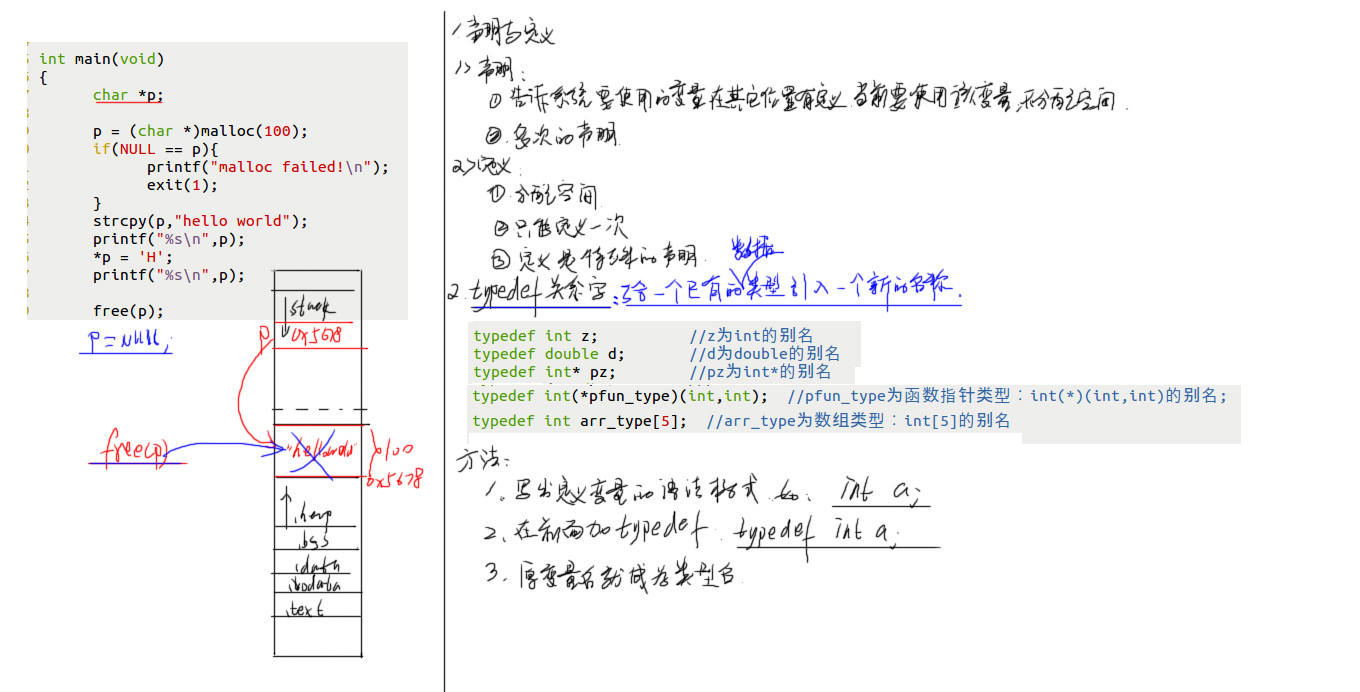 int main(void)
{
char *p;
p = (char *)malloc(100);
if(NULL == p){
printf("malloc failed!\n");
exit(1);
}
strcpy(p,"hello world");
printf("%s\n",p);
*p = 'H';
printf("%s\n",p);
free(p);
p = NULL;
stack
p 0x5678
free(p)
100
0x5678
.heap
.bss
.data
.rodata
.text
1、声明与定义
1> 声明:
① 告诉系统要使用的变量在其它位置有定义,当前要使用该变量,不分配空间.
② 多次的声明.
2> 定义:
① 分配空间
② 只能定义一次
③ 定义是特殊的声明. 数据
2. typedef关键字:给一个已有的类型引入一个新的名称.
typedef int z; //z为int的别名
typedef double d; //d为double的别名
typedef int* pz; //pz为int*的别名
typedef int(*pfun_type)(int,int); //pfun_type为函数指针类型：int(*)(int,int)的别名;
typedef int arr_type[5]; //arr_type为数组类型：int[5]的别名
方法:
1、写出定义变量的语法格式 如: int a;
2、在前面加typedef. typedef int a;
3、原变量名就成为类型名